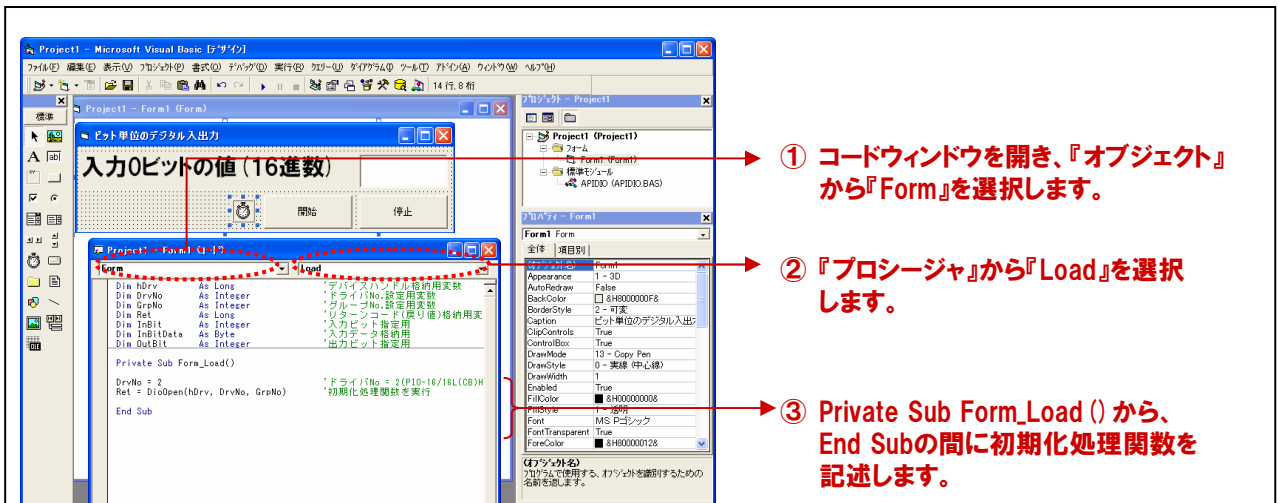 Project1 - Microsoft Visual Basic [ﾃﾞｻﾞｲﾝ]
ﾌｧｲﾙ(F) 編集(E) 表示(V) ﾌﾟﾛｼﾞｪｸﾄ(P) 書式(O) ﾃﾞﾊﾞｯｸﾞ(D) 実行(R) ｸｴﾘｰ(U) ﾀﾞｲｱｸﾞﾗﾑ(I) ﾂｰﾙ(T) ｱﾄﾞｲﾝ(A) ｳｨﾝﾄﾞｳ(W) ﾍﾙﾌﾟ(H)
14 行, 8 桁
標準
Project1 - Form1 (Form)
ビット単位のデジタル入出力
入力0ビットの値(16進数)
開始
停止
Project1 - Form1 (ｺｰﾄﾞ)
Form
Load
Dim hDrv As Long 'デバイスハンドル格納用変数
Dim DrvNo As Integer 'ドライバNo.設定用変数
Dim GrpNo As Integer 'グループNo.設定用変数
Dim Ret As Long 'リターンコード(戻り値)格納用変
Dim InBit As Integer '入力ビット指定用
Dim InBitData As Byte '入力データ格納用
Dim OutBit As Integer '出力ビット指定用
Private Sub Form_Load()
DrvNo = 2 'ドライバNo = 2(PIO-16/16L(CB)H
Ret = DioOpen(hDrv, DrvNo, GrpNo) '初期化処理関数を実行
End Sub
ﾌﾟﾛｼﾞｪｸﾄ - Project1
Project1 (Project1)
ﾌｫｰﾑ
Form1 (Form1)
標準ﾓｼﾞｭｰﾙ
APIDIO (APIDIO.BAS)
ﾌﾟﾛﾊﾟﾃｨ - Form1
Form1 Form
全体 項目別
(ｵﾌﾞｼﾞｪｸﾄ名) Form1
Appearance 1 - 3D
AutoRedraw False
BackColor &H8000000F&
BorderStyle 2 - 可変
Caption ビット単位のデジタル入出
ClipControls True
ControlBox True
DrawMode 13 - Copy Pen
DrawStyle 0 - 実線 (中心線)
DrawWidth 1
Enabled True
FillColor &H00000000&
FillStyle 1 - 透明
Font MS Pゴシック
FontTransparent True
ForeColor &H80000012&
(ｵﾌﾞｼﾞｪｸﾄ名)
ﾌﾟﾛｸﾞﾗﾑで使用する、ｵﾌﾞｼﾞｪｸﾄを識別するための
名前を返します。
① コードウィンドウを開き、『オブジェクト』
から『Form』を選択します。
② 『プロシージャ』から『Load』を選択
します。
③ Private Sub Form_Load () から、
End Subの間に初期化処理関数を
記述します。